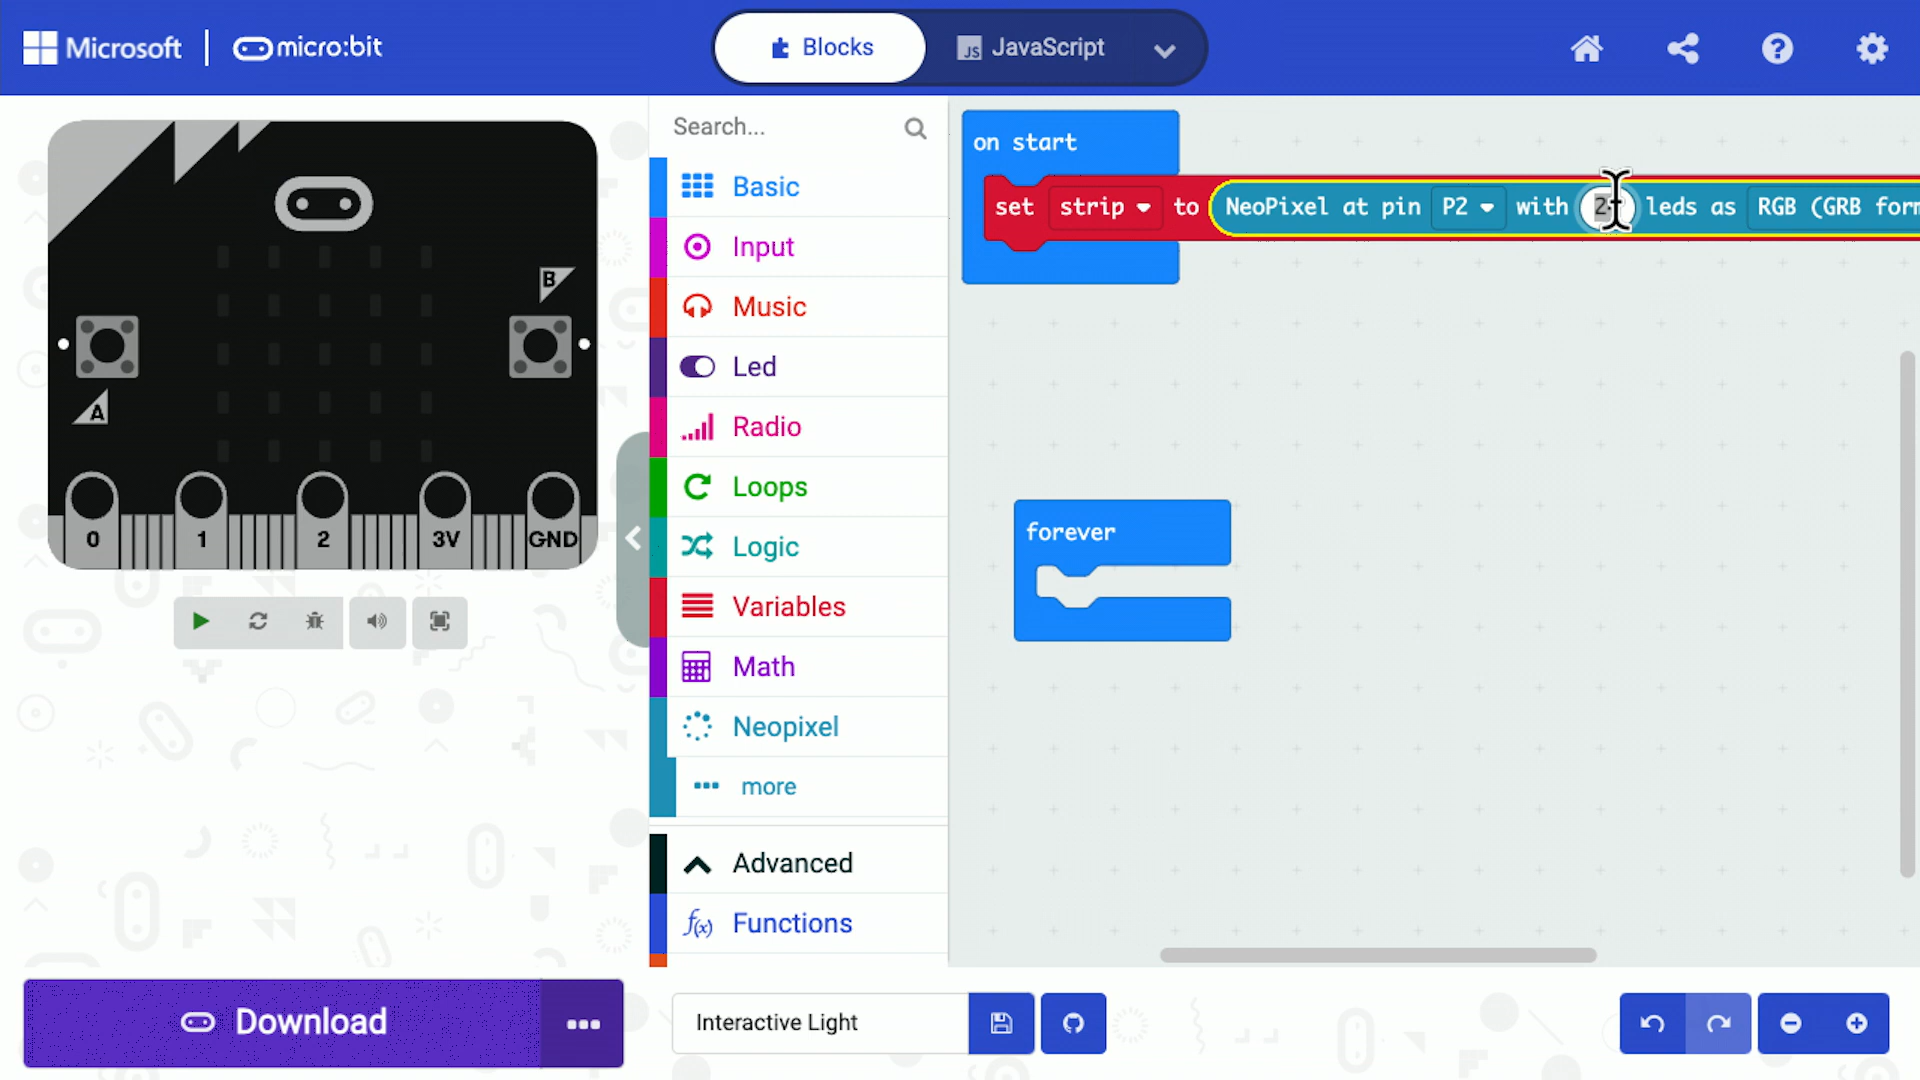 Microsoft
micro:bit
Blocks
JS JavaScript
B
A
0 1 2 3V GND
Download
Search...
Basic
Input
Music
Led
Radio
Loops
Logic
Variables
Math
Neopixel
more
Advanced
f(x) Functions
on start
set strip to NeoPixel at pin P2 with leds as RGB (GRB form
forever
Interactive Light